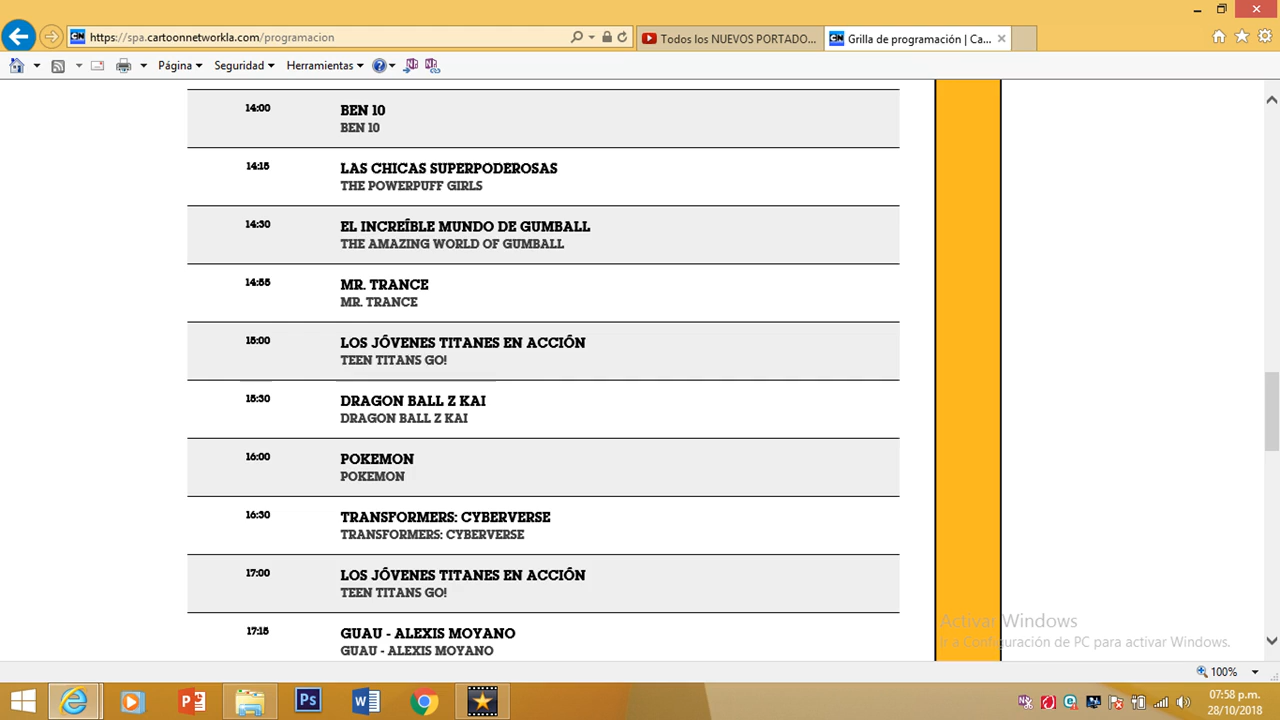 https://spa.cartoonnetworkla.com/programacion
Todos los NUEVOS PORTADO...
Grilla de programación | Ca...
Página
Seguridad
Herramientas
14:00
BEN 10
BEN 10
14:15
LAS CHICAS SUPERPODEROSAS
THE POWERPUFF GIRLS
14:30
EL INCREÍBLE MUNDO DE GUMBALL
THE AMAZING WORLD OF GUMBALL
14:55
MR. TRANCE
MR. TRANCE
15:00
LOS JÓVENES TITANES EN ACCIÓN
TEEN TITANS GO!
15:30
DRAGON BALL Z KAI
DRAGON BALL Z KAI
16:00
POKEMON
POKEMON
16:30
TRANSFORMERS: CYBERVERSE
TRANSFORMERS: CYBERVERSE
17:00
LOS JÓVENES TITANES EN ACCIÓN
TEEN TITANS GO!
17:15
GUAU - ALEXIS MOYANO
GUAU - ALEXIS MOYANO
Activar Windows
Ir a Configuración de PC para activar Windows.
100%
07:58 p.m.
28/10/2018